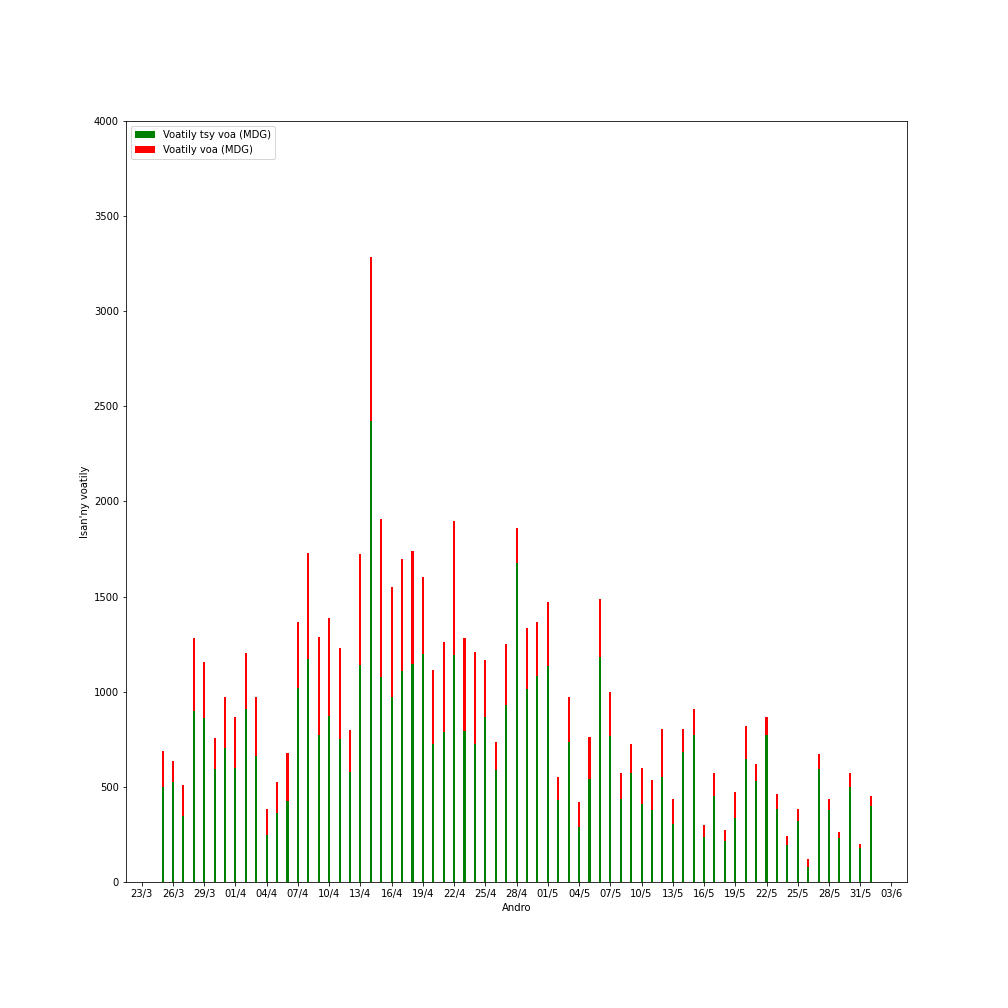 Voatily tsy voa (MDG)
Voatily voa (MDG)
4000
3500
3000
2500
2000
1500
1000
500
0
Isan'ny voatily
23/3 26/3 29/3 01/4 04/4 07/4 10/4 13/4 16/4 19/4 22/4 25/4 28/4 01/5 04/5 07/5 10/5 13/5 16/5 19/5 22/5 25/5 28/5 31/5 03/6
Andro